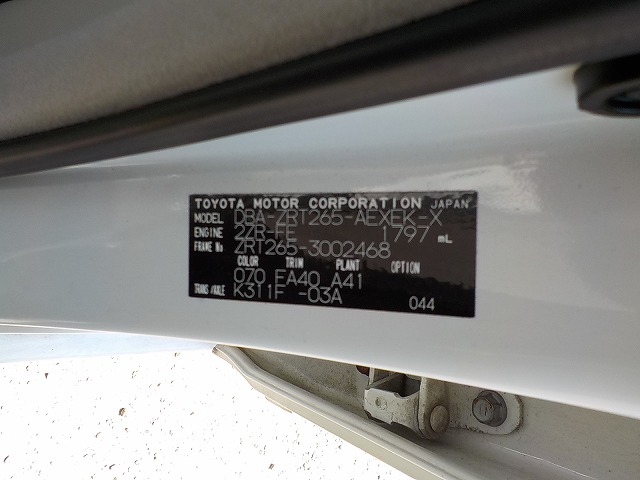 TOYOTA MOTOR CORPORATION JAPAN
MODEL DBA-ZRT265-AEXEK-X
ENGINE 2ZR-FE 1797 mL
FRAME No ZRT265-3002468
COLOR TRIM PLANT OPTION
070 FA40 A41
TRANS/AXLE K311F -03A 044